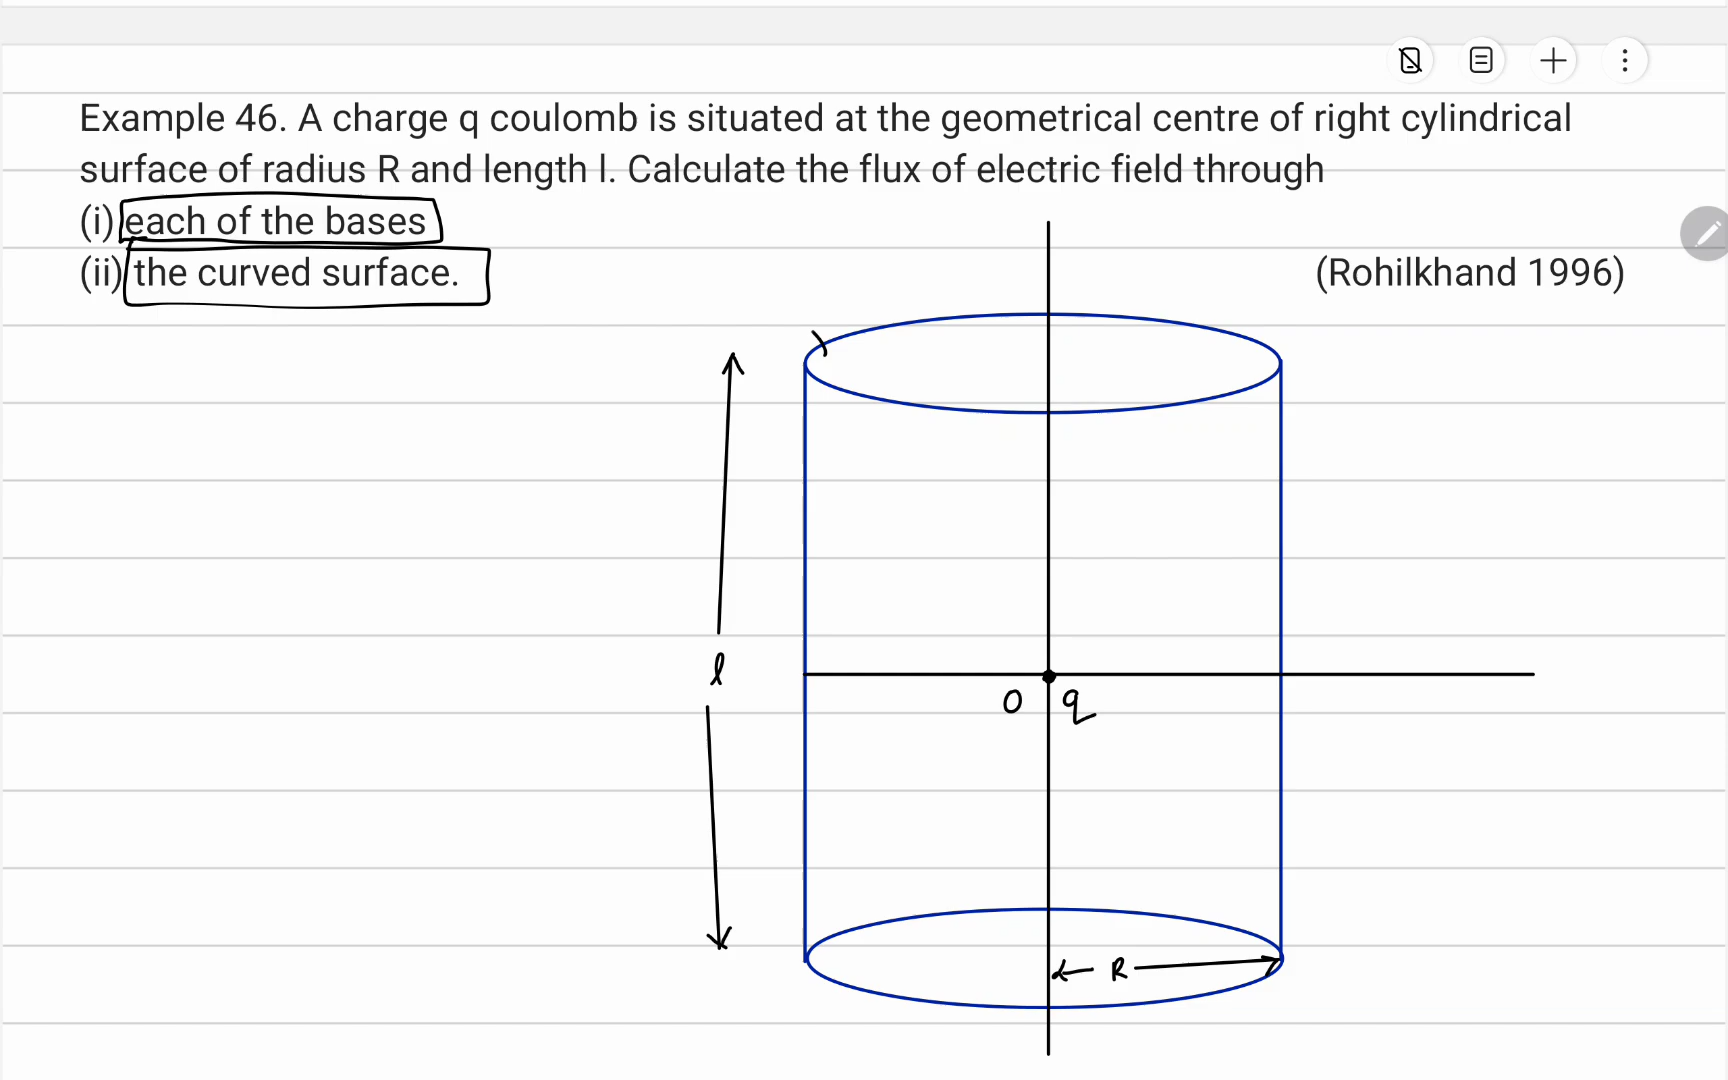 Example 46. A charge q coulomb is situated at the geometrical centre of right cylindrical
surface of radius R and length l. Calculate the flux of electric field through
(i) each of the bases
(ii) the curved surface.
(Rohilkhand 1996)
l
O q
R